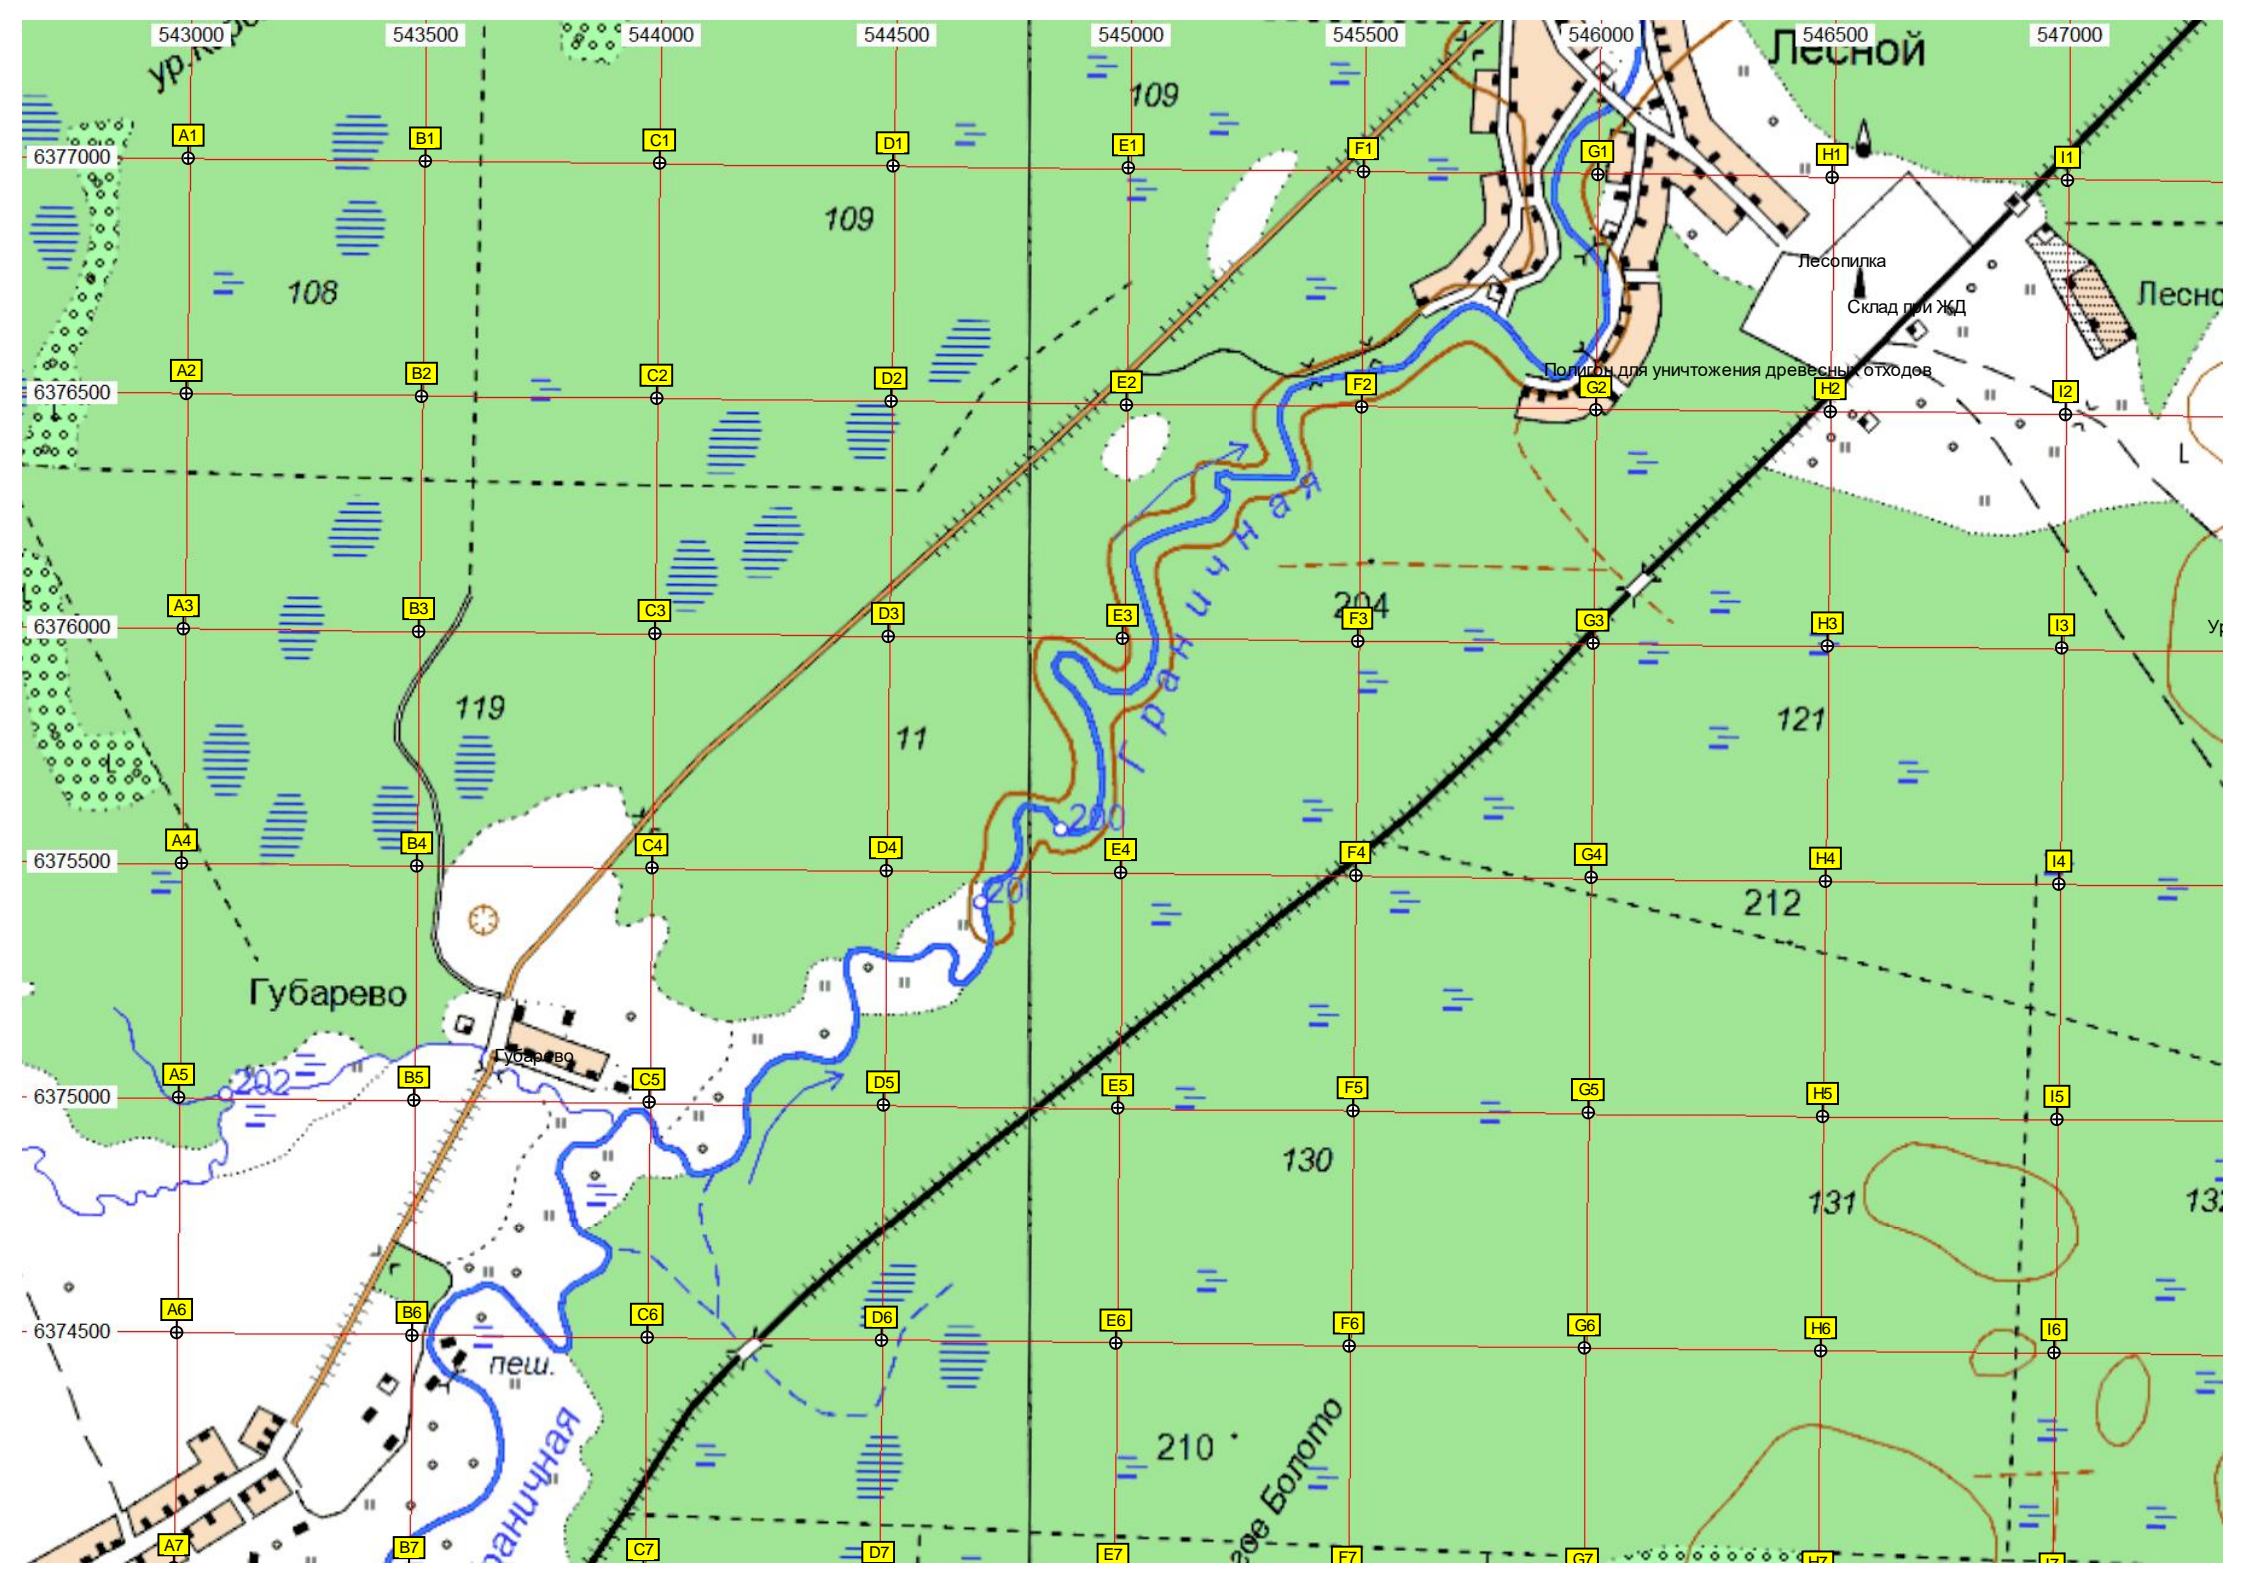 543000 543500 544000 544500 545000 545500 546000 546500 547000
Лесной
109
A1 B1 C1 D1 E1 F1 G1 H1 I1
6377000
109
108
Лесопилка
Склад при ЖД
Полигон для уничтожения древесных отходов
A2 B2 C2 D2 E2 F2 G2 H2 I2
6376500
204
A3 B3 C3 D3 E3 F3 G3 H3 I3
6376000
Граничная
119
11
121
200
A4 B4 C4 D4 E4 F4 G4 H4 I4
6375500
20
212
Губарево
Губарево
202
A5 B5 C5 D5 E5 F5 G5 H5 I5
6375000
130
131
A6 B6 C6 D6 E6 F6 G6 H6 I6
6374500
пеш.
210
Болото
раничная
A7 B7 C7 D7 E7 F7 G7 H7 I7